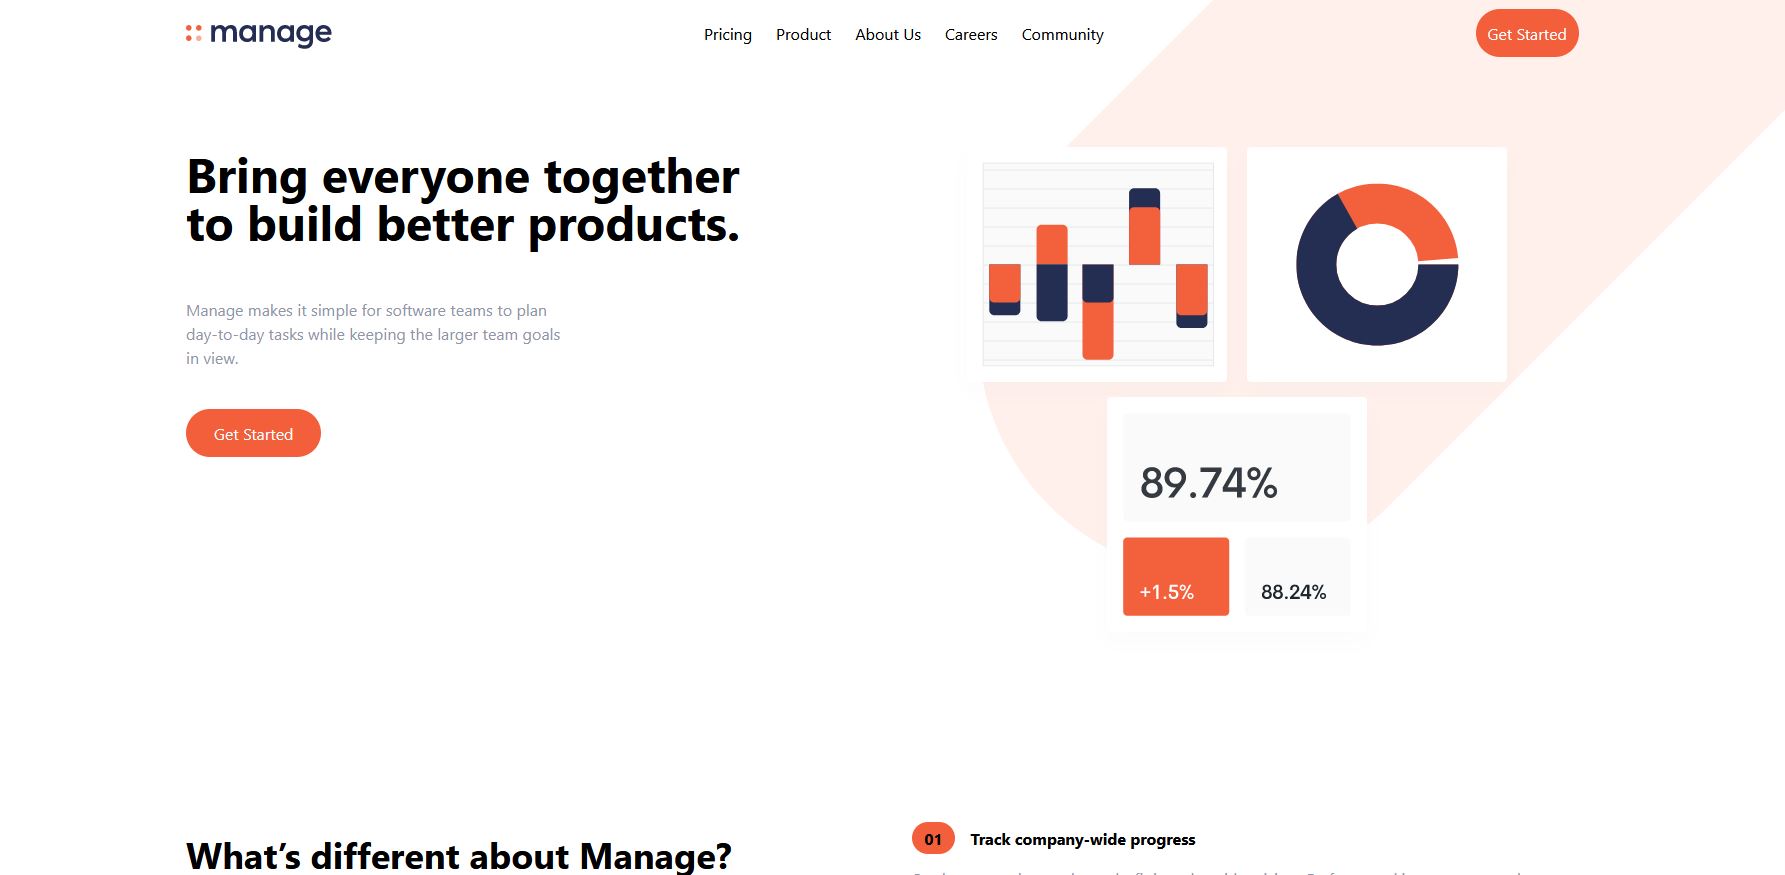 manage
Pricing
Product
About Us
Careers
Community
Get Started
Bring everyone together
to build better products.
Manage makes it simple for software teams to plan
day-to-day tasks while keeping the larger team goals
in view.
Get Started
89.74%
+1.5%
88.24%
What’s different about Manage?
01
Track company-wide progress